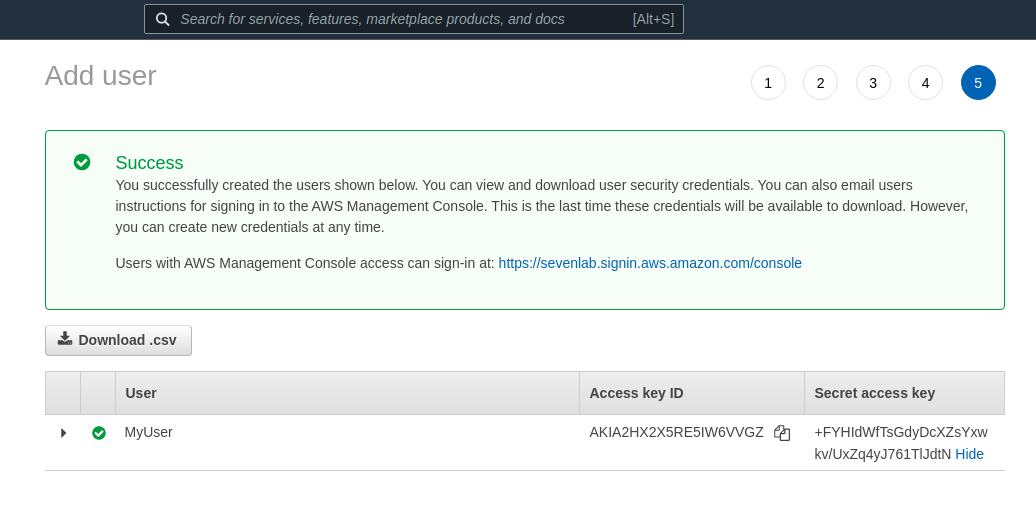 Search for services, features, marketplace products, and docs [Alt+S]
Add user
1 2 3 4 5
Success
You successfully created the users shown below. You can view and download user security credentials. You can also email users
instructions for signing in to the AWS Management Console. This is the last time these credentials will be available to download. However,
you can create new credentials at any time.
Users with AWS Management Console access can sign-in at: https://sevenlab.signin.aws.amazon.com/console
Download .csv
User Access key ID Secret access key
MyUser AKIA2HX2X5RE5IW6VVGZ +FYHIdWfTsGdyDcXZsYxw
kv/UxZq4yJ761TlJdtN Hide